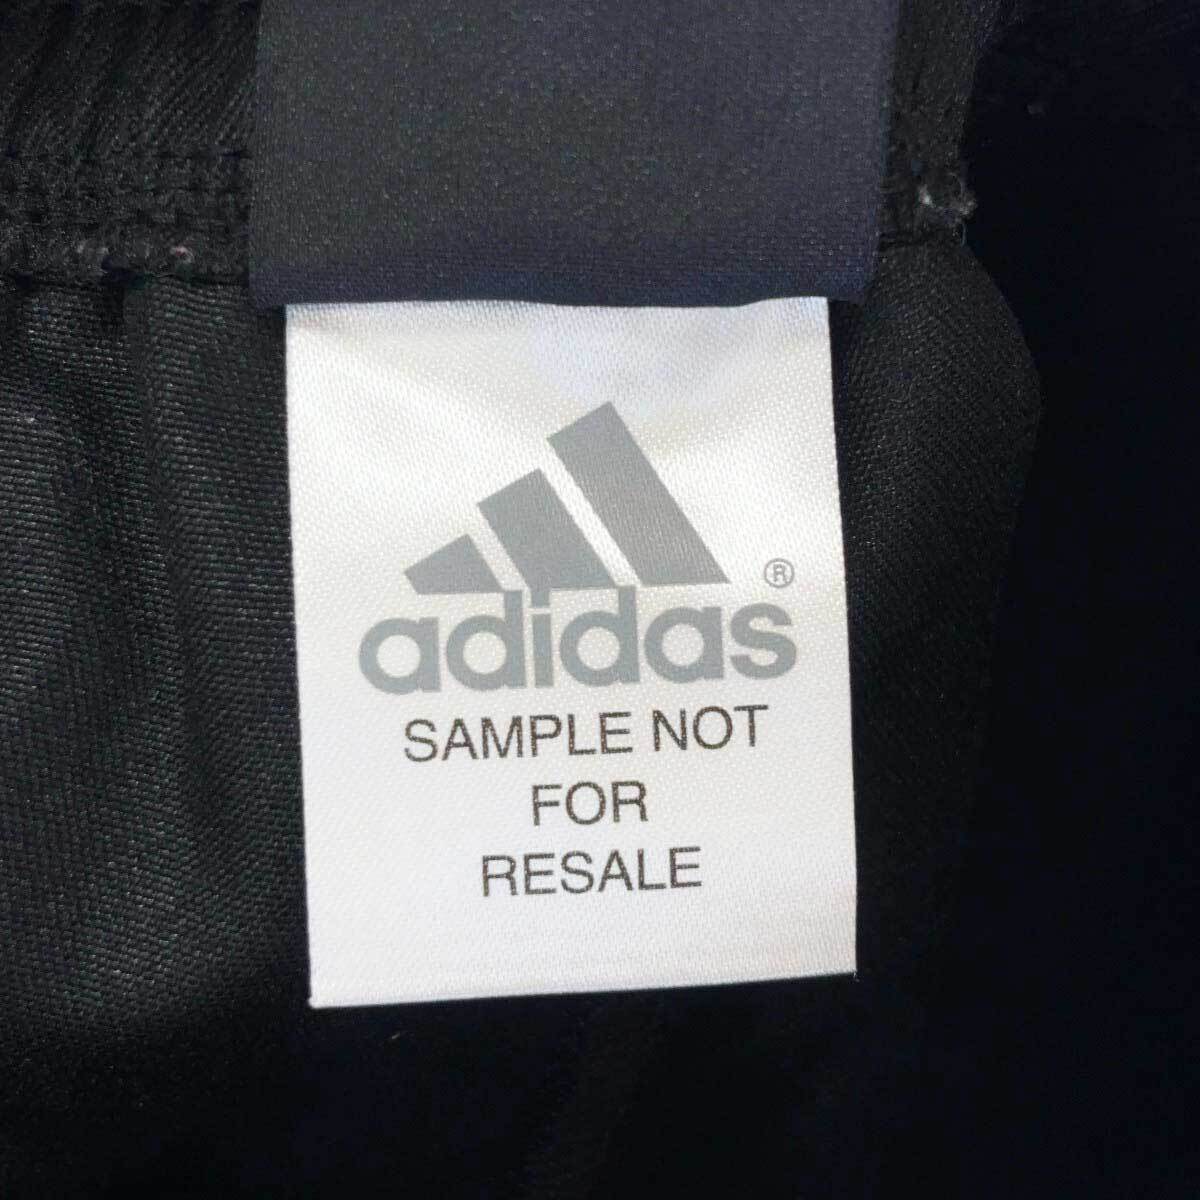 adidas®
SAMPLE NOT
FOR
RESALE